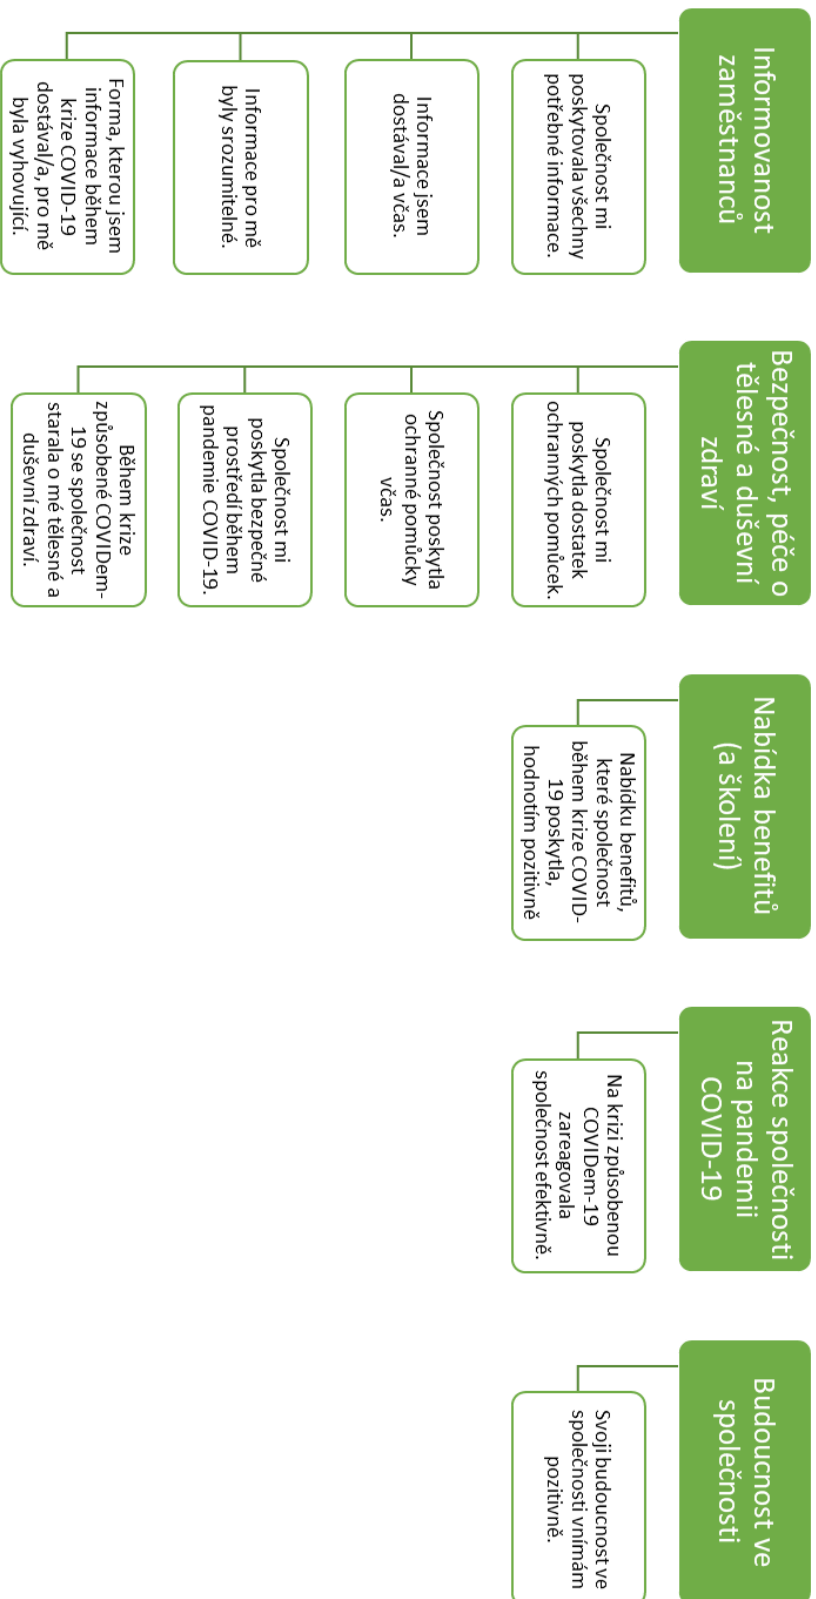 Informovanost
zaměstnanců
Společnost mi
poskytovala všechny
potřebné informace.
Informace jsem
dostával/a včas.
Informace pro mě
byly srozumitelné.
Forma, kterou jsem
informace během
krize COVID-19
dostával/a, pro mě
byla vyhovující.
Bezpečnost, péče o
tělesné a duševní
zdraví
Společnost mi
poskytla dostatek
ochranných pomůcek.
Společnost poskytla
ochranné pomůcky
včas.
Společnost mi
poskytla bezpečné
prostředí během
pandemie COVID-19.
Během krize
způsobené COVIDem-
19 se společnost
starala o mé tělesné a
duševní zdraví.
Nabídka benefitů
(a školení)
Nabídku benefitů,
které společnost
během krize COVID-
19 poskytla,
hodnotím pozitivně
Reakce společnosti
na pandemii
COVID-19
Na krizi způsobenou
COVIDem-19
zareagovala
společnost efektivně.
Budoucnost ve
společnosti
Svoji budoucnost ve
společnosti vnímám
pozitivně.